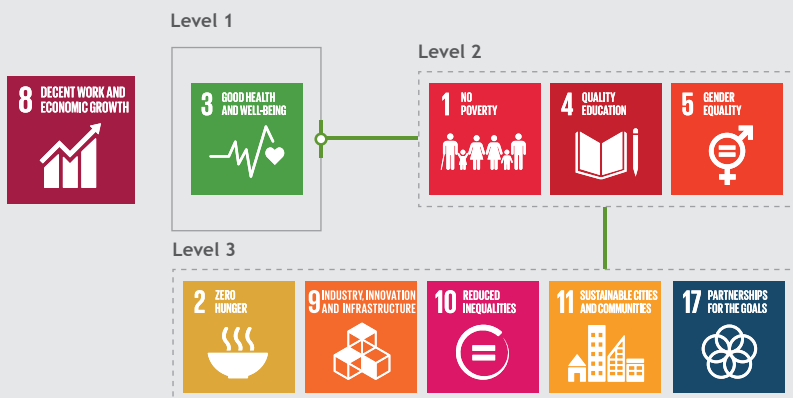 Level 1
Level 2
8 DECENT WORK AND
ECONOMIC GROWTH
3 GOOD HEALTH
AND WELL-BEING
1 NO
POVERTY
4 QUALITY
EDUCATION
5 GENDER
EQUALITY
Level 3
2 ZERO
HUNGER
9 INDUSTRY, INNOVATION
AND INFRASTRUCTURE
10 REDUCED
INEQUALITIES
11 SUSTAINABLE CITIES
AND COMMUNITIES
17 PARTNERSHIPS
FOR THE GOALS